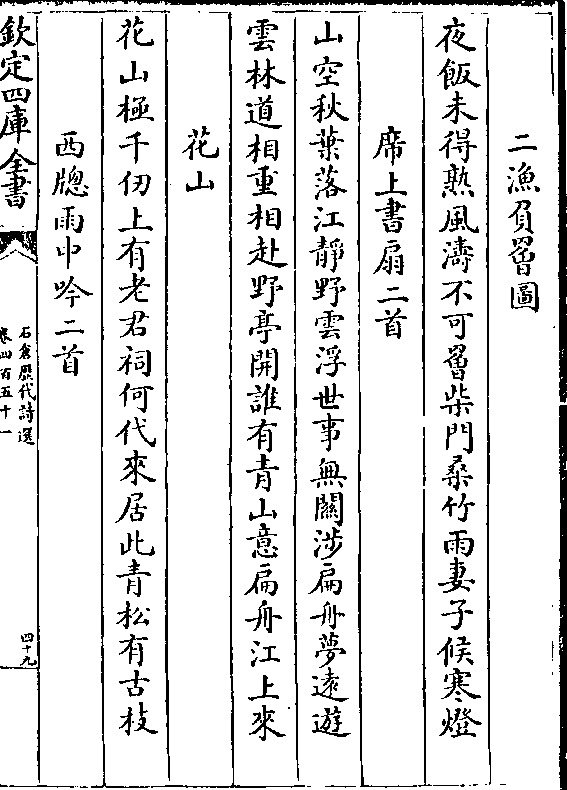 二漁負罾圖
夜飯未得熟風濤不可罾柴門桑竹雨妻子候寒燈
席上書扇二首
山空秋葉落江靜野雲浮世事無關涉扁舟夢遠遊
雲林道相重相赴野亭開誰有青山意扁舟江上來
花山
花山極千仞上有老君祠何代來居此青松有古枝
西牕雨中吟二首
欽定四庫全書
石倉歷代詩選
卷四百五十一
四十九